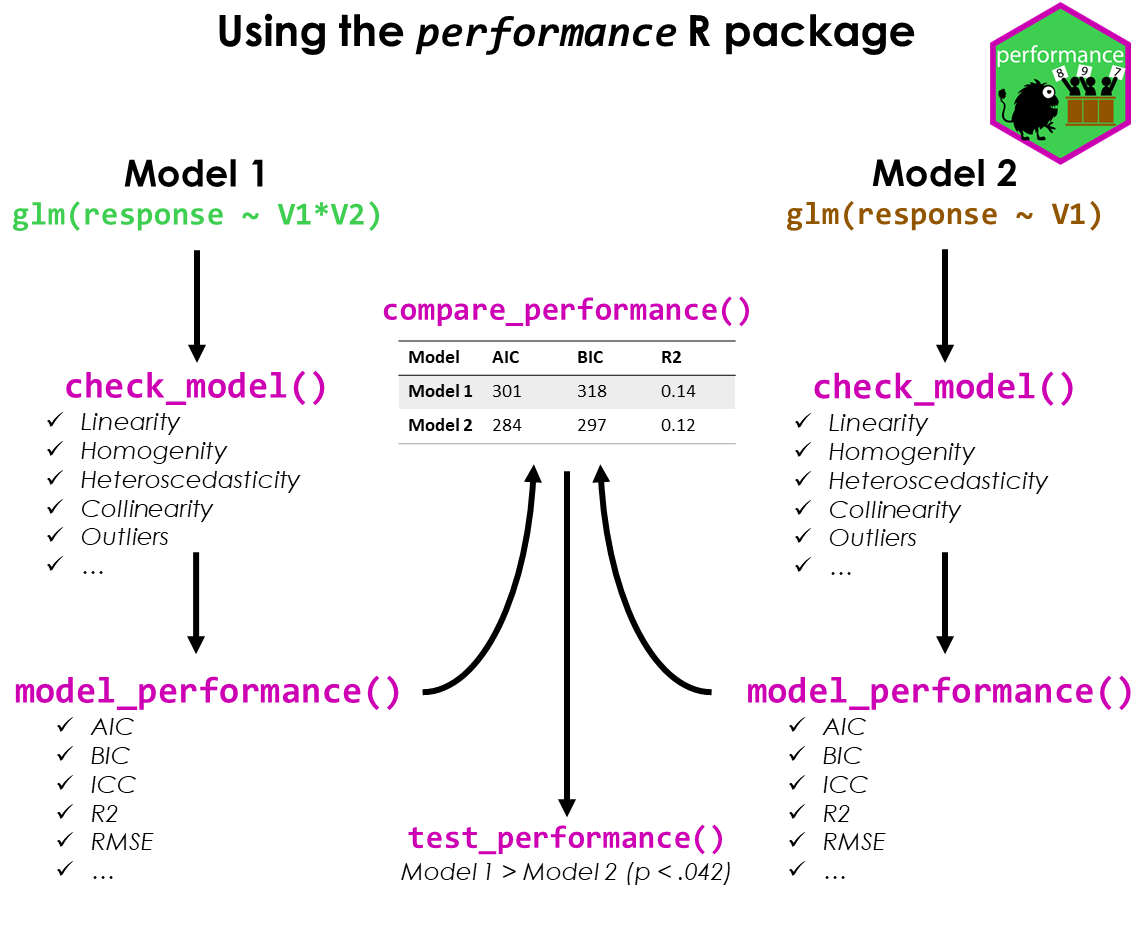 Using the performance R package
performance
8 9 7
Model 1
glm(response ~ V1*V2)
check_model()
✓ Linearity
✓ Homogenity
✓ Heteroscedasticity
✓ Collinearity
✓ Outliers
✓ ...
model_performance()
✓ AIC
✓ BIC
✓ ICC
✓ R2
✓ RMSE
✓ ...
compare_performance()
Model AIC BIC R2
Model 1 301 318 0.14
Model 2 284 297 0.12
test_performance()
Model 1 > Model 2 (p < .042)
Model 2
glm(response ~ V1)
check_model()
✓ Linearity
✓ Homogenity
✓ Heteroscedasticity
✓ Collinearity
✓ Outliers
✓ ...
model_performance()
✓ AIC
✓ BIC
✓ ICC
✓ R2
✓ RMSE
✓ ...